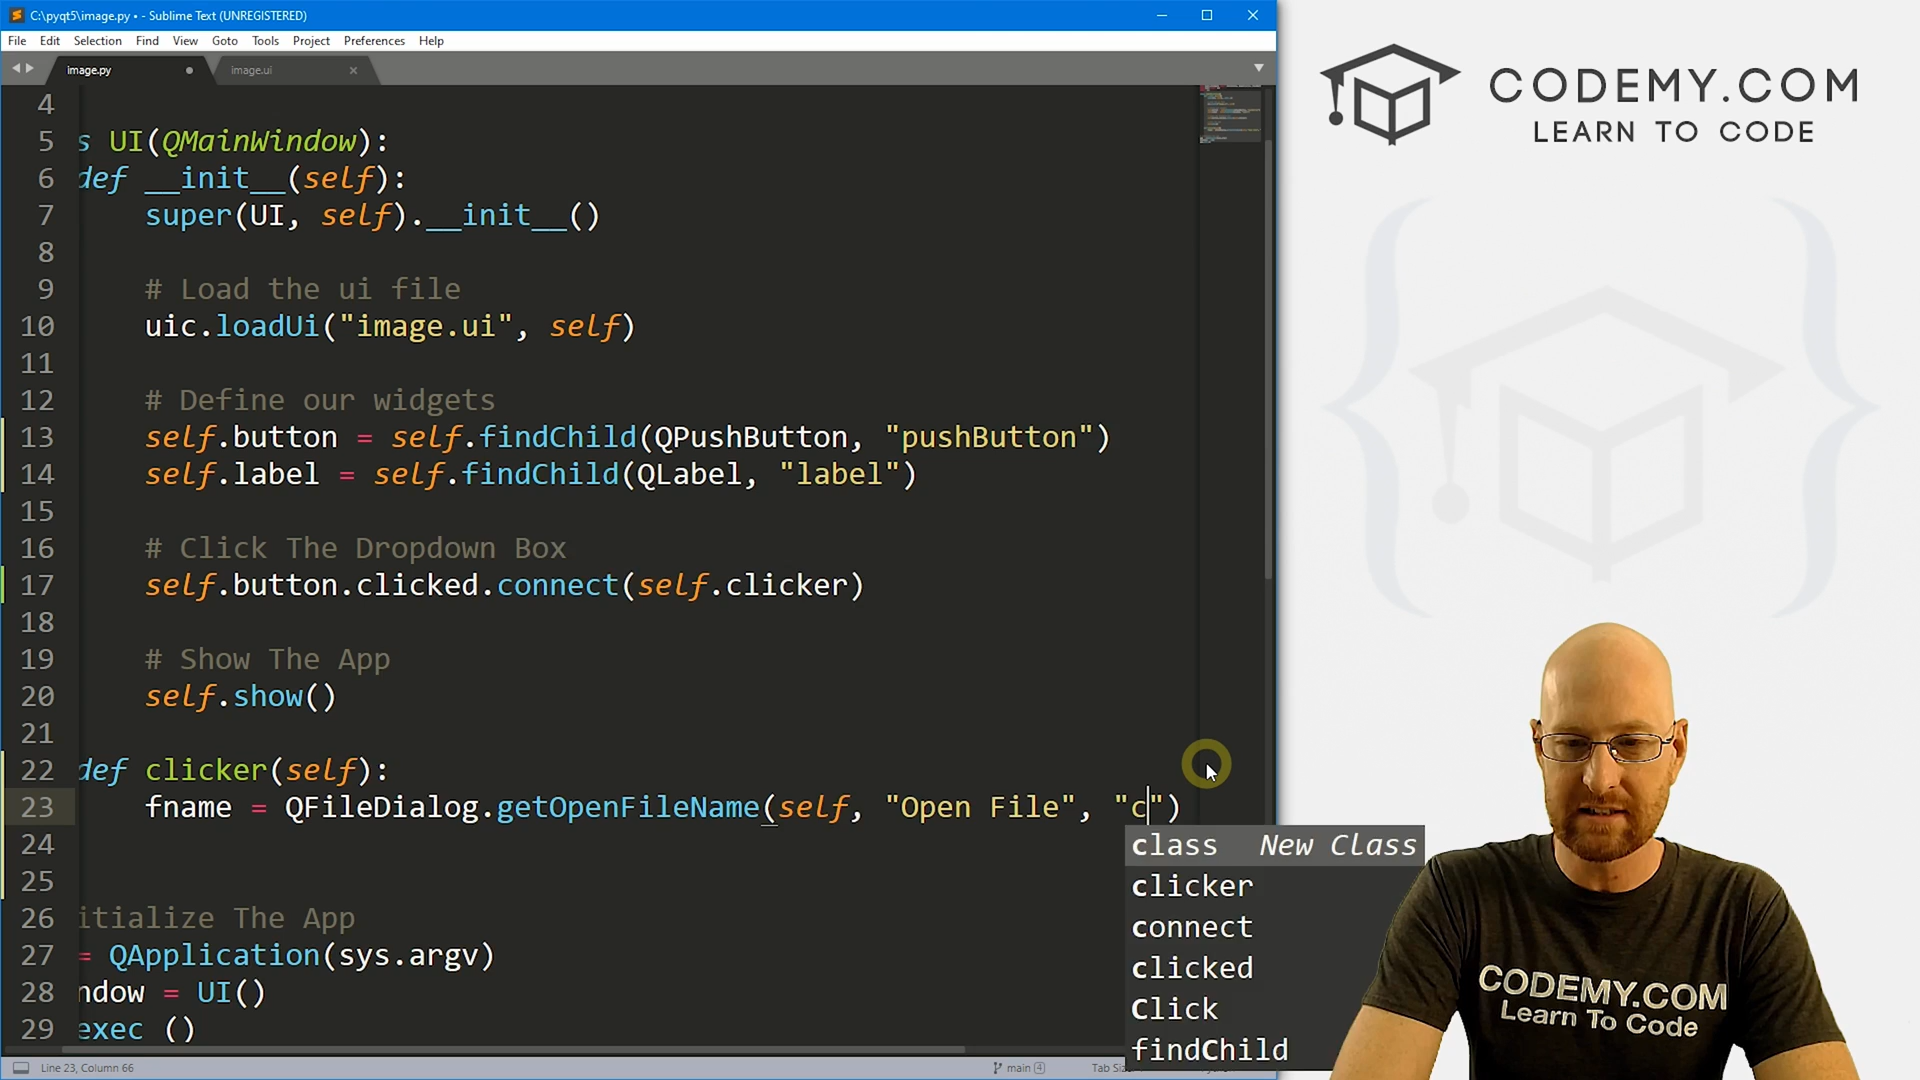 C:\pyqt5\image.py • - Sublime Text (UNREGISTERED)
File Edit Selection Find View Goto Tools Project Preferences Help
image.py
image.ui
4
5 s UI(QMainWindow):
6 def __init__(self):
7 super(UI, self).__init__()
8
9 # Load the ui file
10 uic.loadUi("image.ui", self)
11
12 # Define our widgets
13 self.button = self.findChild(QPushButton, "pushButton")
14 self.label = self.findChild(QLabel, "label")
15
16 # Click The Dropdown Box
17 self.button.clicked.connect(self.clicker)
18
19 # Show The App
20 self.show()
21
22 def clicker(self):
23 fname = QFileDialog.getOpenFileName(self, "Open File", "c")
24
25
26 itialize The App
27 = QApplication(sys.argv)
28 ndow = UI()
29 exec ()
class New Class
clicker
connect
clicked
Click
findChild
Line 23, Column 66
main 4
CODEMY.COM
LEARN TO CODE
CODEMY.COM
Learn To Code